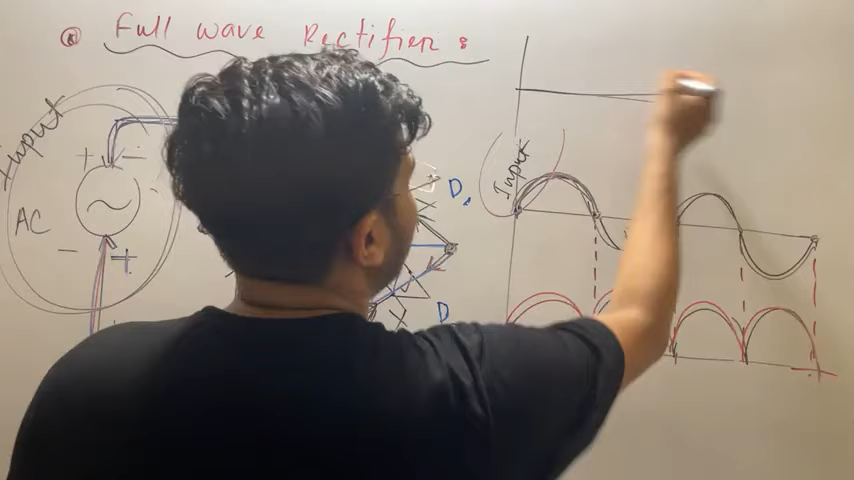 Full wave Rectifier :
Input
+ -
AC
- +
D
D
Input